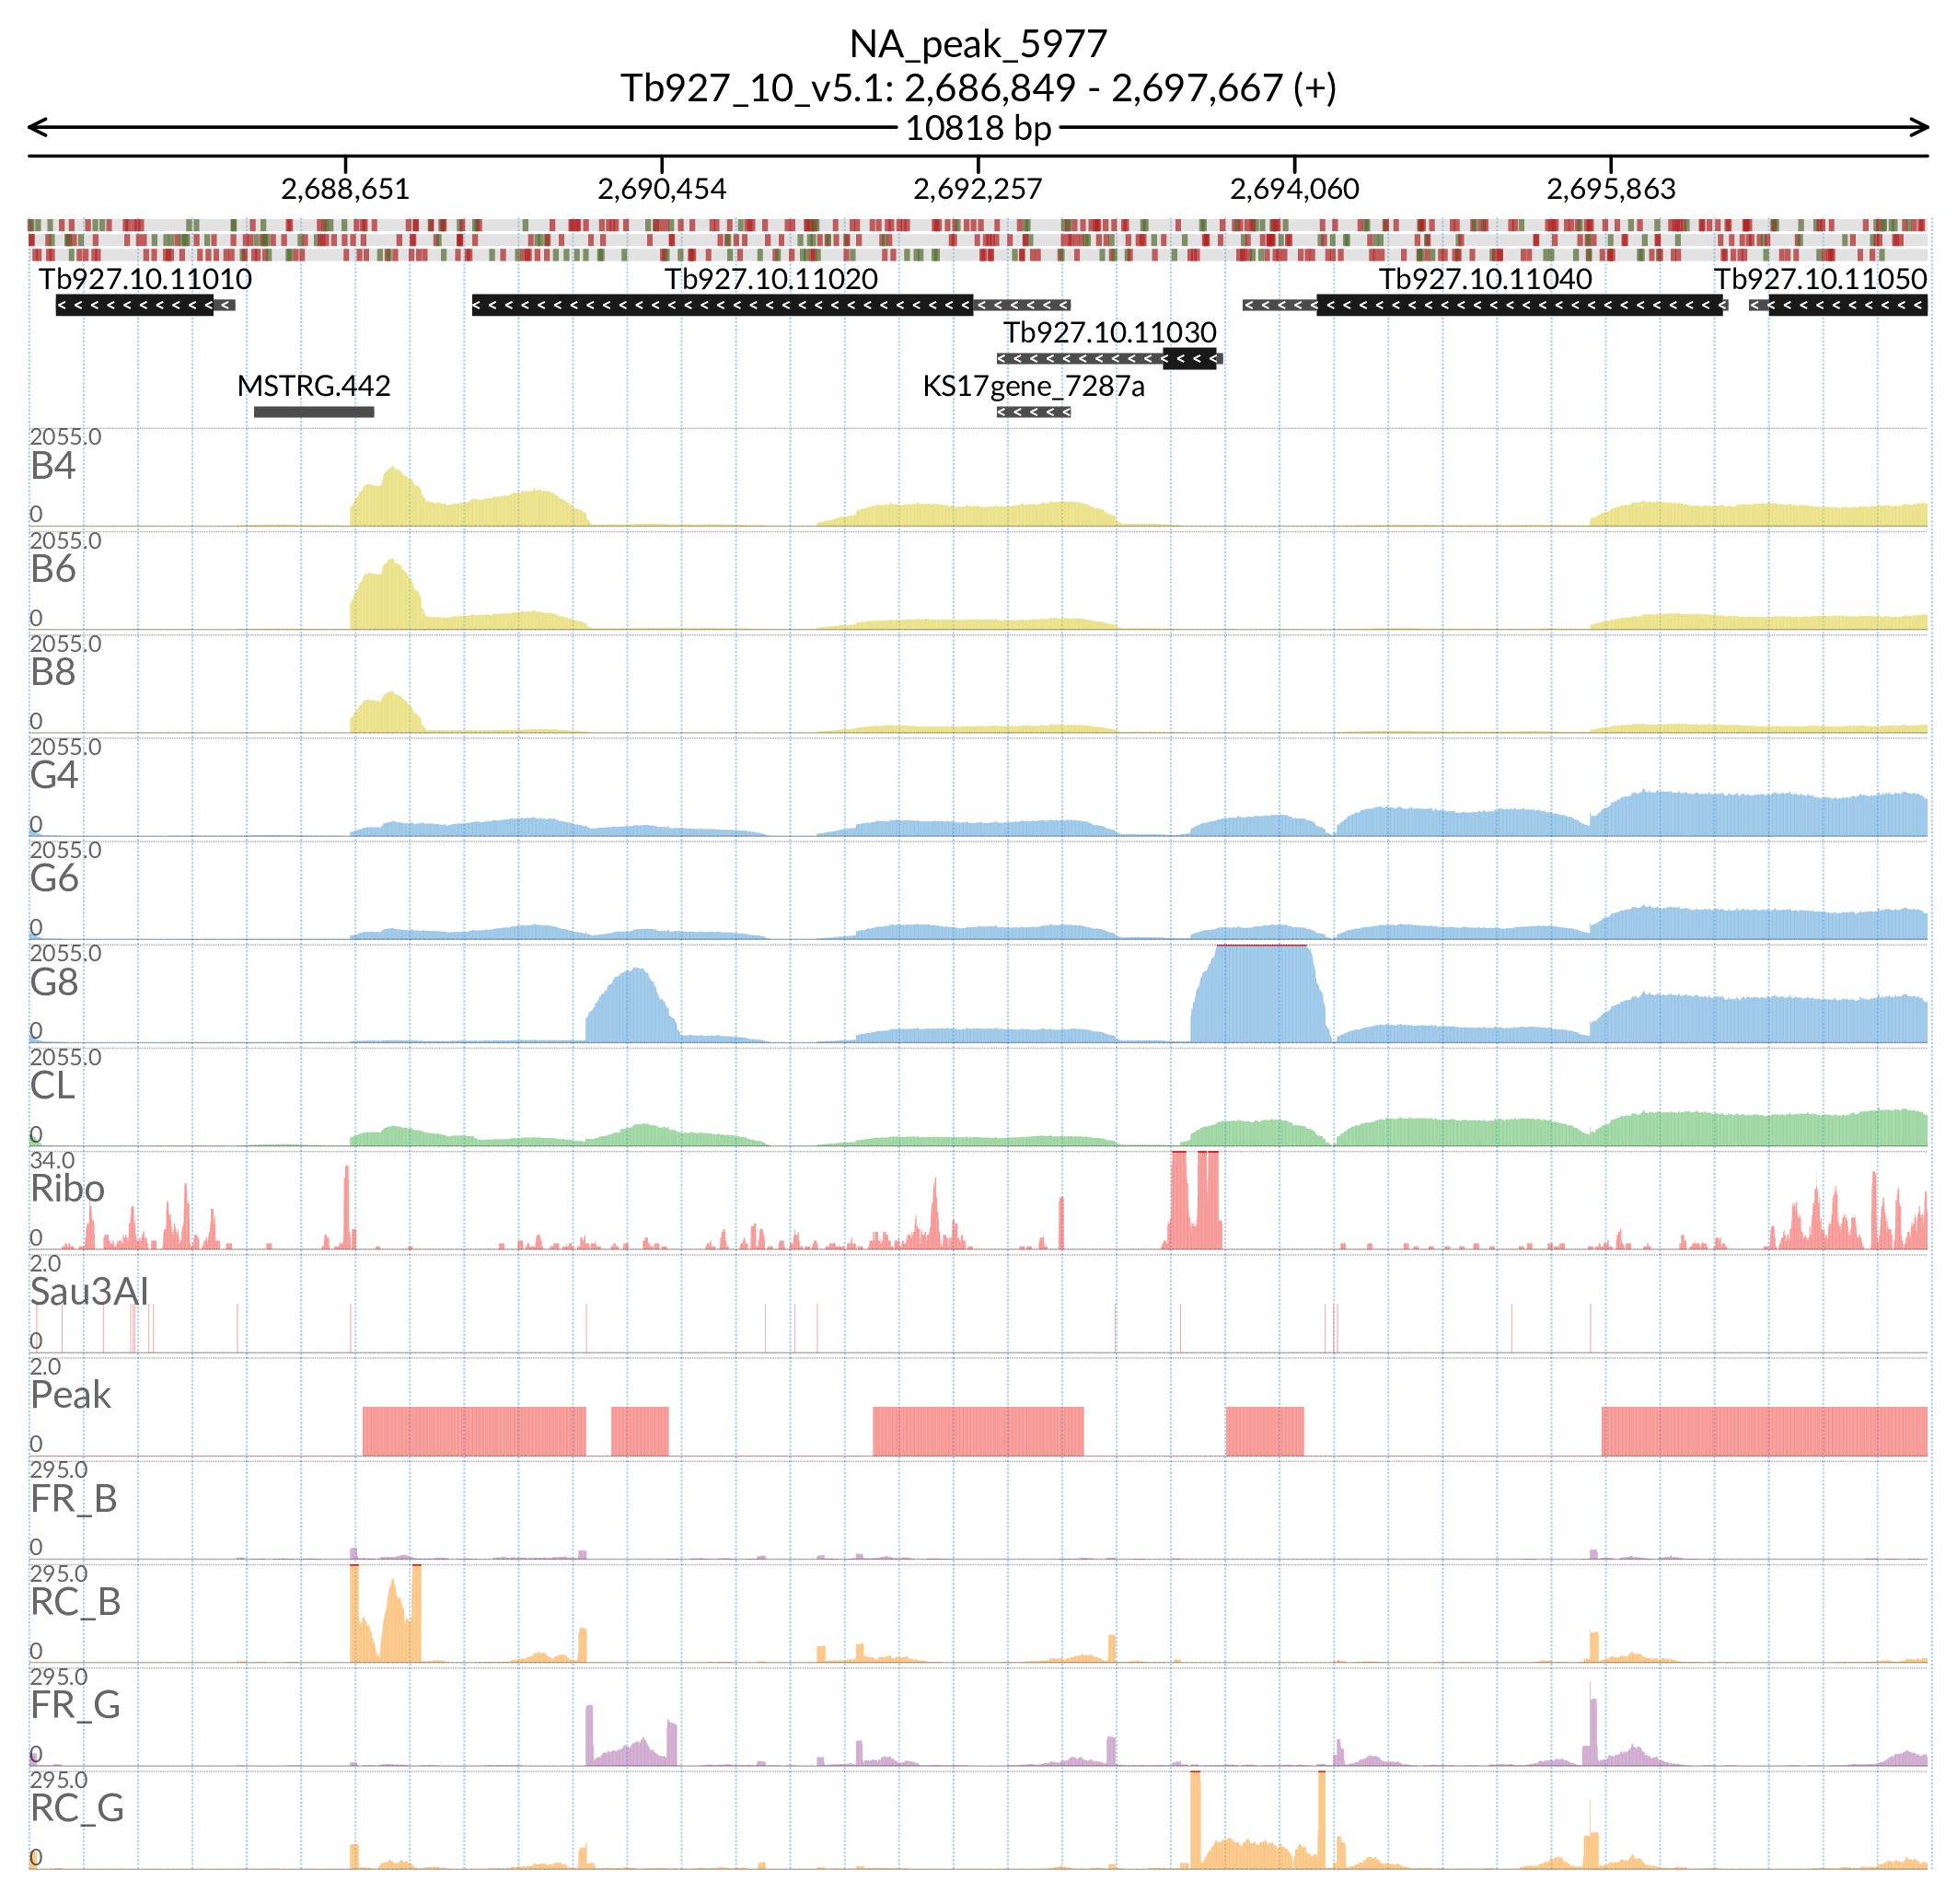 NA_peak_5977
Tb927_10_v5.1: 2,686,849 - 2,697,667 (+)
10818 bp
2,688,651 2,690,454 2,692,257 2,694,060 2,695,863
Tb927.10.11010 Tb927.10.11020 Tb927.10.11040 Tb927.10.11050
Tb927.10.11030
MSTRG.442 KS17gene_7287a
2055.0
B4
0
2055.0
B6
0
2055.0
B8
0
2055.0
G4
0
2055.0
G6
0
2055.0
G8
0
2055.0
CL
0
34.0
Ribo
0
2.0
Sau3AI
0
2.0
Peak
0
295.0
FR_B
0
295.0
RC_B
0
295.0
FR_G
0
295.0
RC_G
0